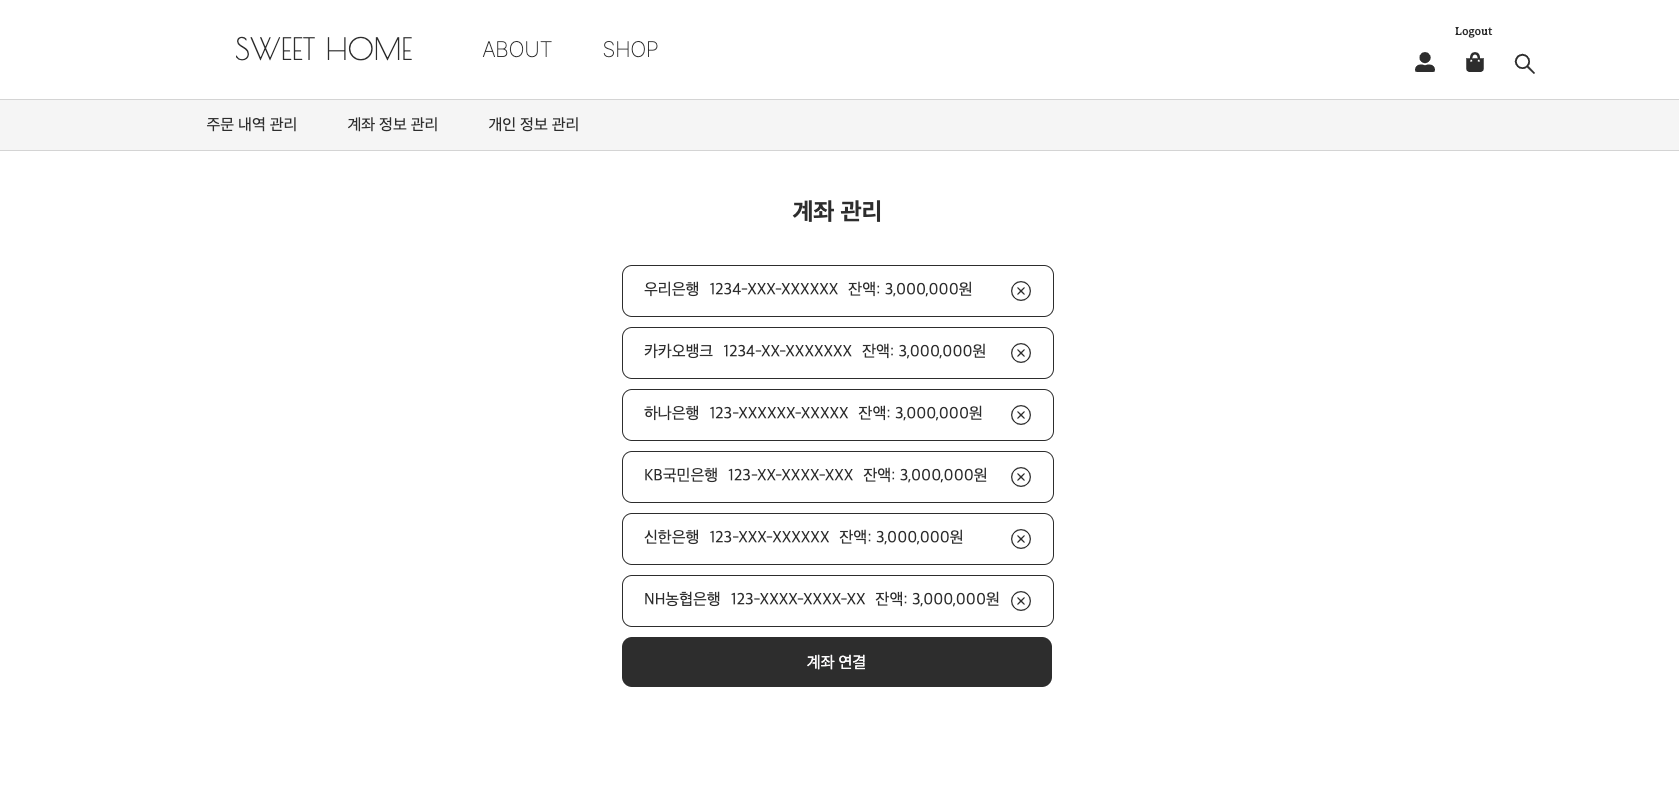 SWEET HOME ABOUT SHOP Logout
주문 내역 관리 계좌 정보 관리 개인 정보 관리
계좌 관리
우리은행 1234-XXX-XXXXXX 잔액: 3,000,000원
카카오뱅크 1234-XX-XXXXXXX 잔액: 3,000,000원
하나은행 123-XXXXXX-XXXXX 잔액: 3,000,000원
KB국민은행 123-XX-XXXX-XXX 잔액: 3,000,000원
신한은행 123-XXX-XXXXXX 잔액: 3,000,000원
NH농협은행 123-XXXX-XXXX-XX 잔액: 3,000,000원
계좌 연결